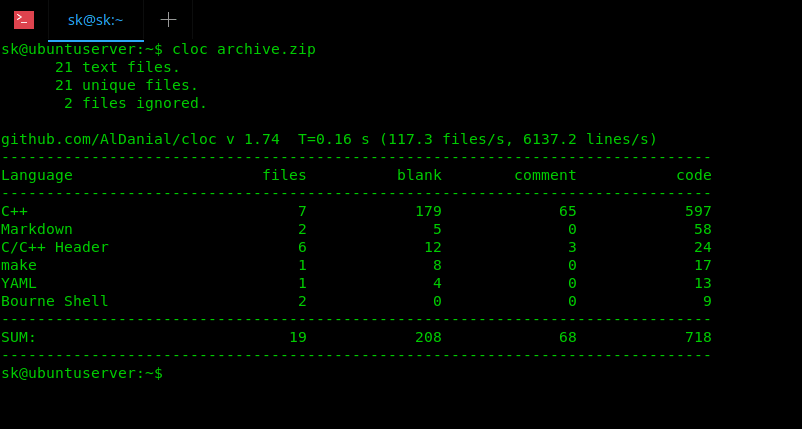 sk@sk:~
sk@ubuntuserver:~$ cloc archive.zip
      21 text files.
      21 unique files.
       2 files ignored.

github.com/AlDanial/cloc v 1.74  T=0.16 s (117.3 files/s, 6137.2 lines/s)
-------------------------------------------------------------------------------
Language                     files          blank        comment           code
-------------------------------------------------------------------------------
C++                              7            179             65            597
Markdown                         2              5              0             58
C/C++ Header                     6             12              3             24
make                             1              8              0             17
YAML                             1              4              0             13
Bourne Shell                     2              0              0              9
-------------------------------------------------------------------------------
SUM:                            19            208             68            718
-------------------------------------------------------------------------------
sk@ubuntuserver:~$